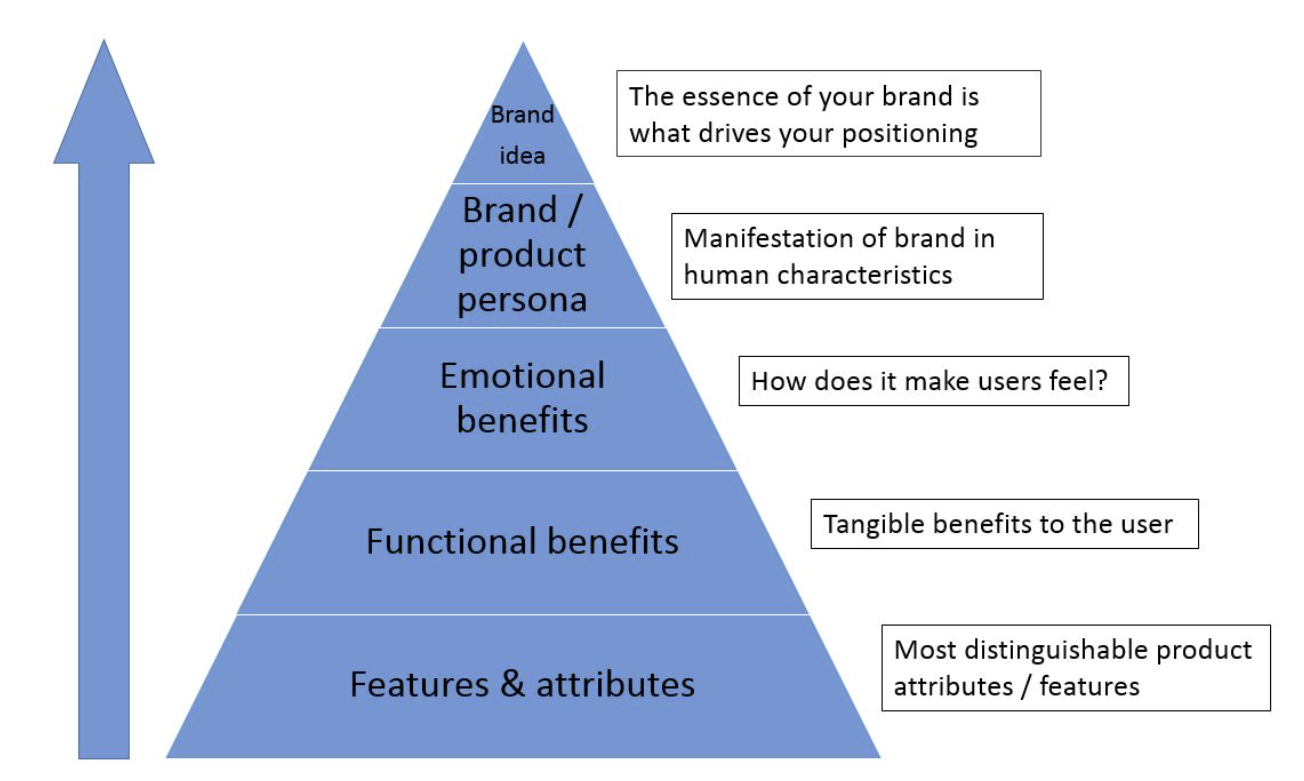 Brand
idea
The essence of your brand is
what drives your positioning
Brand /
product
persona
Manifestation of brand in
human characteristics
Emotional
benefits
How does it make users feel?
Functional benefits
Tangible benefits to the user
Features & attributes
Most distinguishable product
attributes / features